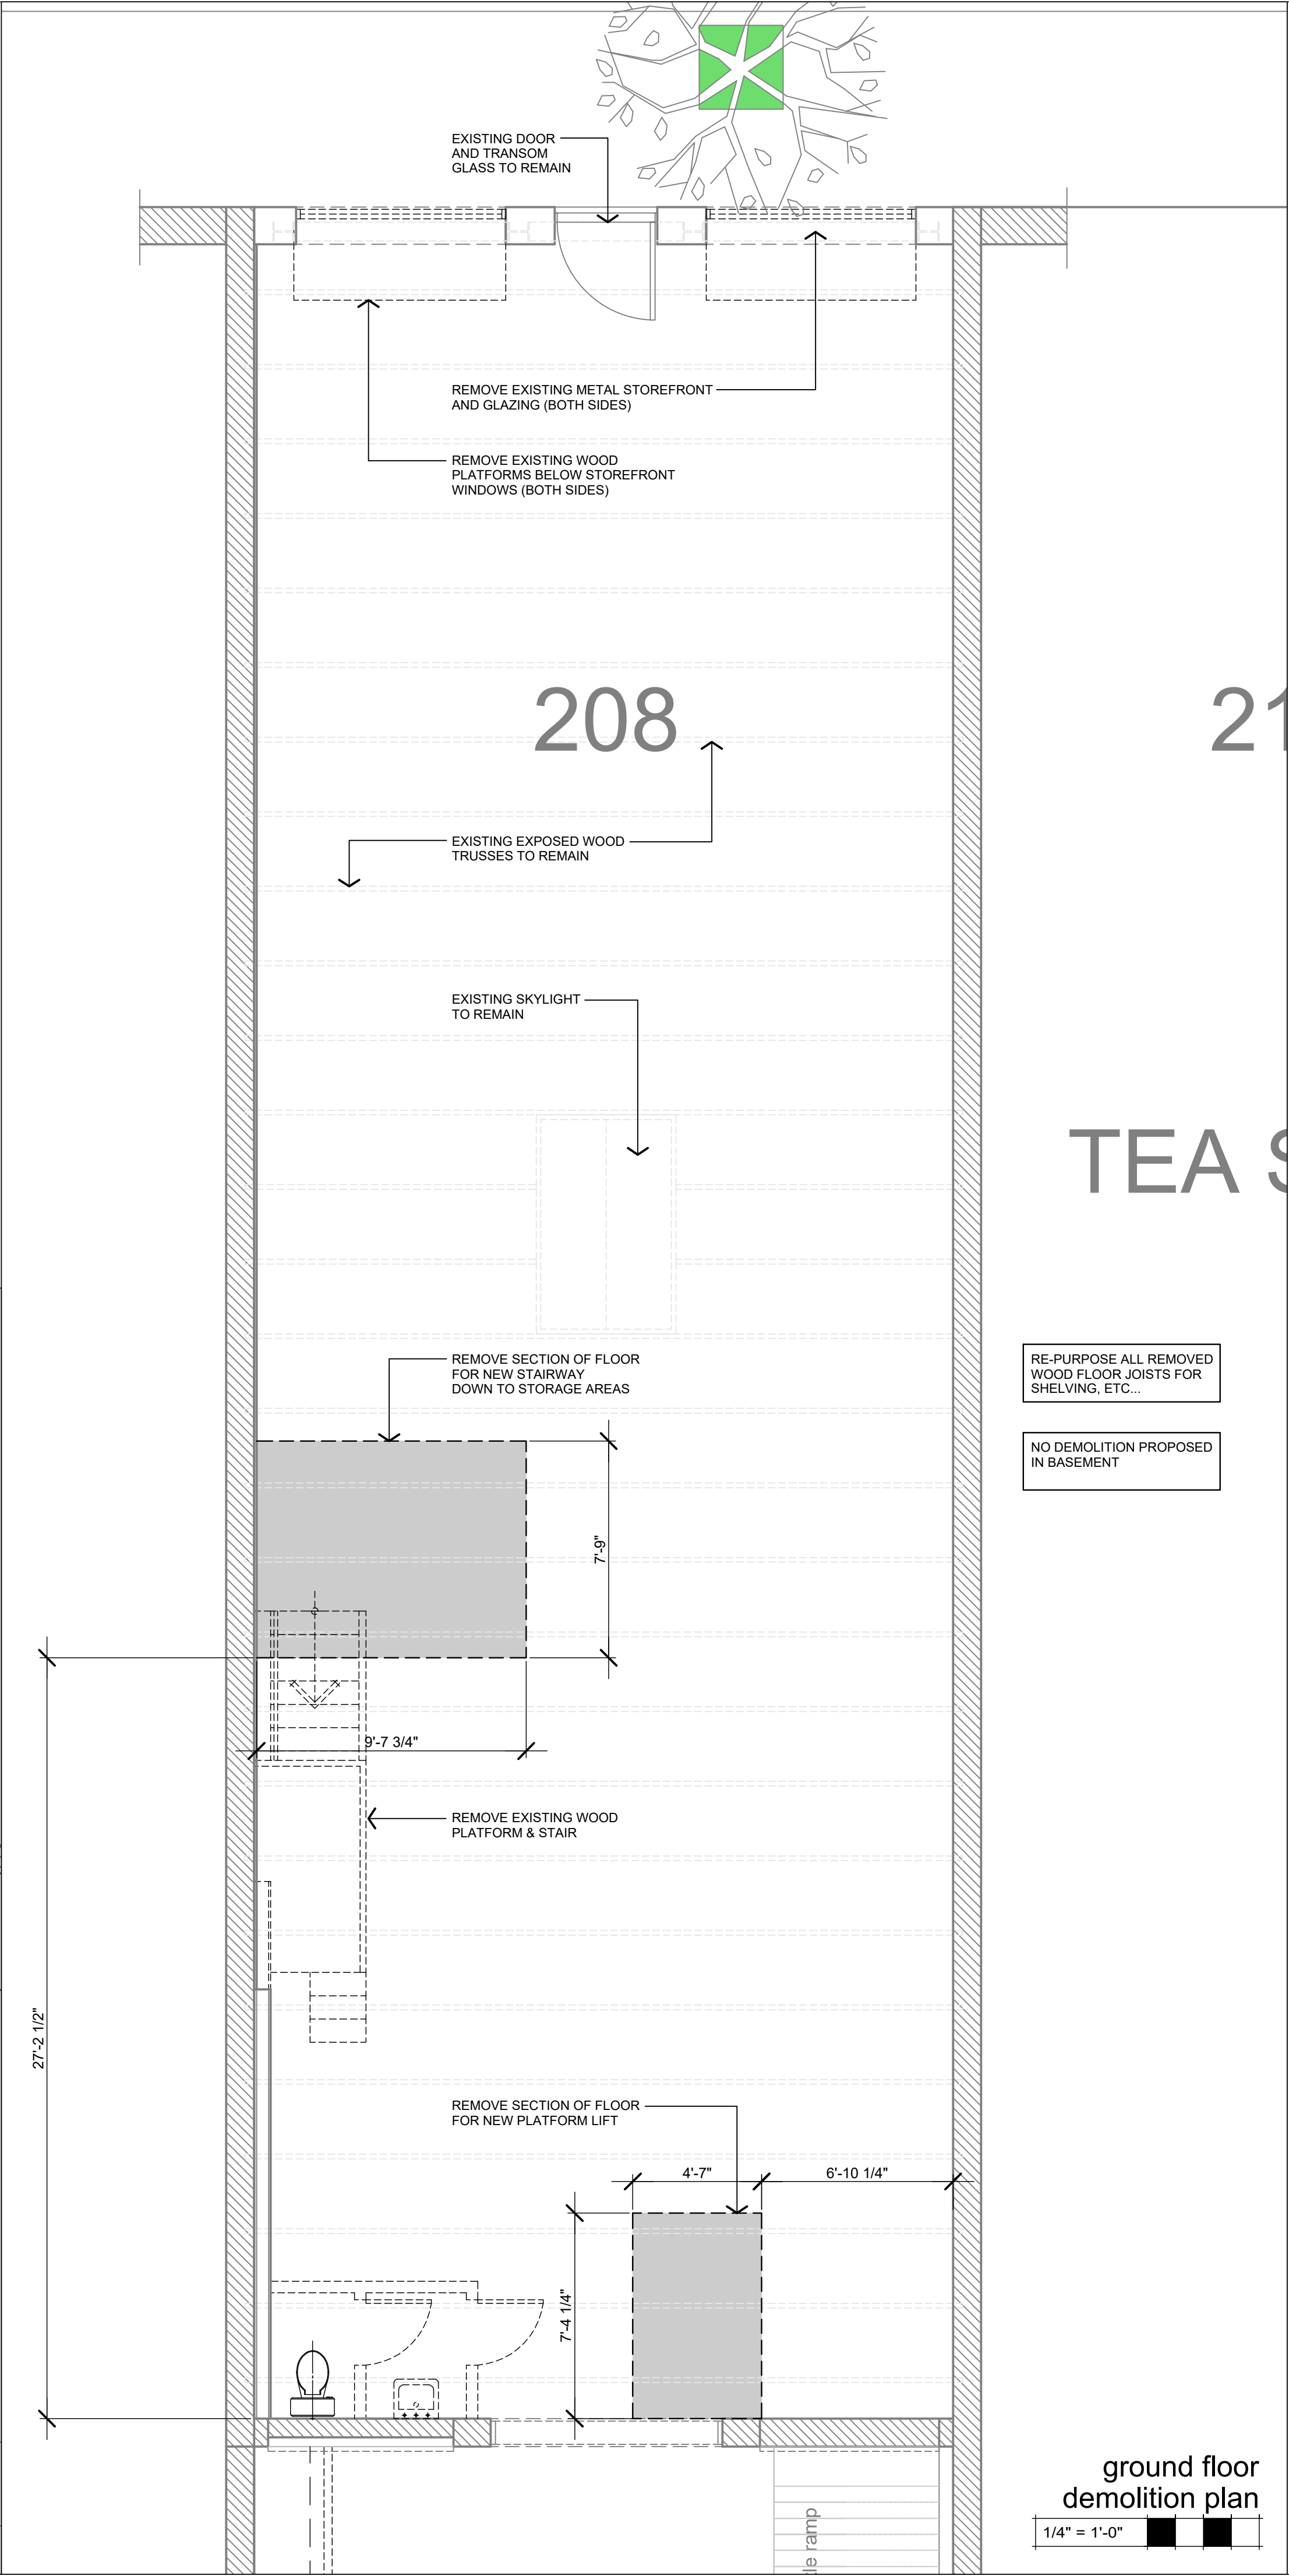 EXISTING DOOR
AND TRANSOM
GLASS TO REMAIN
REMOVE EXISTING METAL STOREFRONT
AND GLAZING (BOTH SIDES)
REMOVE EXISTING WOOD
PLATFORMS BELOW STOREFRONT
WINDOWS (BOTH SIDES)
208
21
EXISTING EXPOSED WOOD
TRUSSES TO REMAIN
EXISTING SKYLIGHT
TO REMAIN
TEA S
REMOVE SECTION OF FLOOR
FOR NEW STAIRWAY
DOWN TO STORAGE AREAS
RE-PURPOSE ALL REMOVED
WOOD FLOOR JOISTS FOR
SHELVING, ETC...
NO DEMOLITION PROPOSED
IN BASEMENT
7'-9"
9'-7 3/4"
REMOVE EXISTING WOOD
PLATFORM & STAIR
27'-2 1/2"
REMOVE SECTION OF FLOOR
FOR NEW PLATFORM LIFT
4'-7"
6'-10 1/4"
7'-4 1/4"
le ramp
ground floor
demolition plan
1/4" = 1'-0"